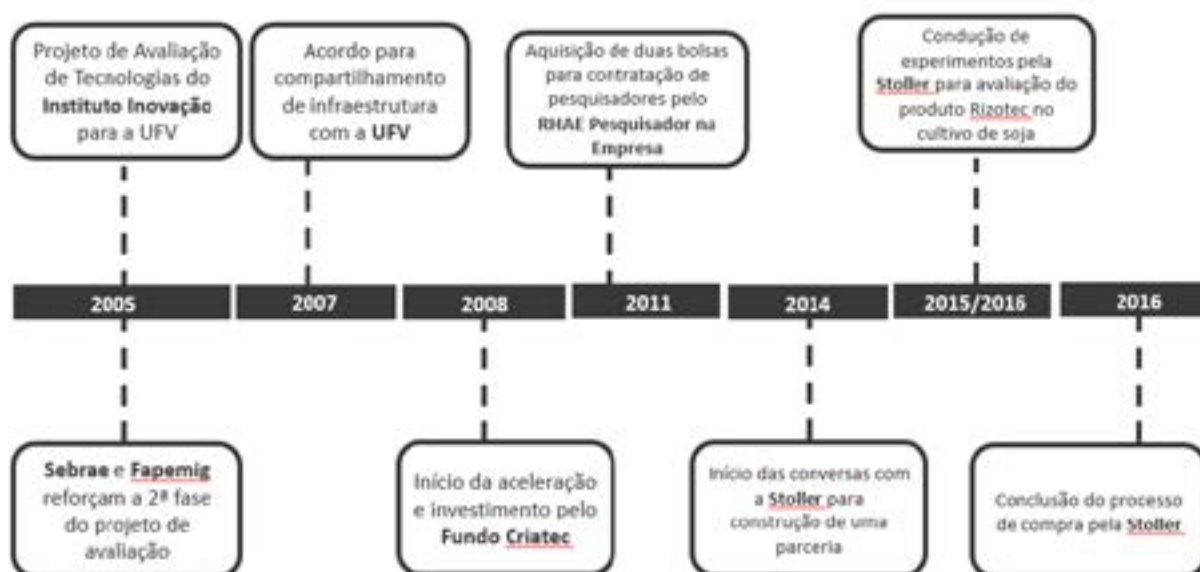 Projeto de Avaliação
de Tecnologias do
Instituto Inovação
para a UFV
Acordo para
compartilhamento
de infraestrutura
com a UFV
Aquisição de duas bolsas
para contratação de
pesquisadores pelo
RHAE Pesquisador na
Empresa
Condução de
experimentos pela
Stoller para avaliação do
produto Rizotec no
cultivo de soja
2005
2007
2008
2011
2014
2015/2016
2016
Sebrae e Fapemig
reforçam a 2ª fase
do projeto de
avaliação
Início da aceleração
e investimento pelo
Fundo Criatec
Início das conversas com
a Stoller para
construção de uma
parceria
Conclusão do processo
de compra pela Stoller